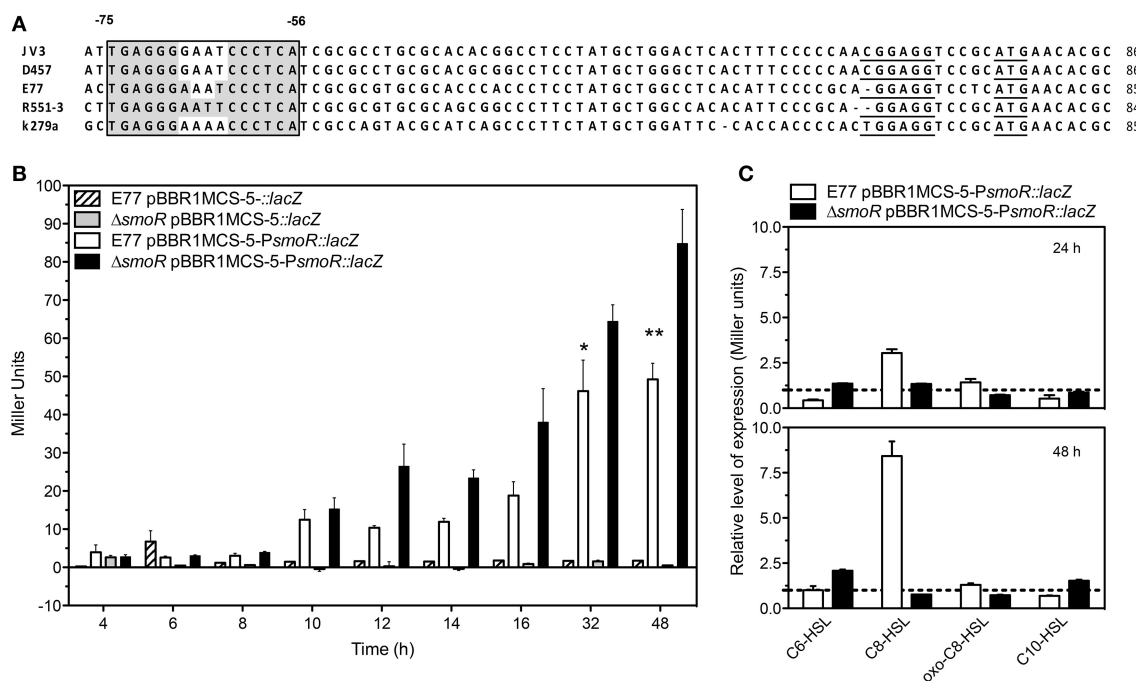 A
-75 -56
JV3 ATTGAGGGGAATCCCTCATCGCGCCTGCGCACACGGCCTCCTATGCTGGACTCACTTTCCCCCAACGGAGGTCCGCATGAACACGC 86
D457 ATTGAGGGGAATCCCTCATCGCGCCTGCGCACGCGGCCTCCTATGCTGGGCTCACTTTCCCCCAACGGAGGTCCGCATGAACACGC 86
E77 ACTGAGGGGAATCCCTCATCGCGTGCGCGCACGCGGCCTCCTATGCTGGCTCACATTCCCCGCA-GGAGGTCCTCATGAACACGC 85
R551-3 CTTGAGGGAAATCCCTCATCGCGTGCGCGCAGCGGCCCCTTCTATGCTGGCCACACATTCCCGCA--GGAGGTCCGCATGAACACGC 84
k279a GCTGAGGGAAAACCCTCATCGCCAGTACGCATCAGCCCTTCTATGCTGGATTC-CACCACCCCACTGGAGGTCCGCATGAACACGC 85
B
100
90
80
70
60
50
40
30
20
10
0
-10
Miller Units
E77 pBBR1MCS-5-::lacZ
ΔsmoR pBBR1MCS-5::lacZ
E77 pBBR1MCS-5-PsmoR::lacZ
ΔsmoR pBBR1MCS-5-PsmoR::lacZ
*
**
4 6 8 10 12 14 16 32 48
Time (h)
C
E77 pBBR1MCS-5-PsmoR::lacZ
ΔsmoR pBBR1MCS-5-PsmoR::lacZ
Relative level of expression (Miller units)
10.0
7.5
5.0
2.5
0.0
24 h
10.0
7.5
5.0
2.5
0.0
48 h
C6-HSL
C8-HSL
oxo-C8-HSL
C10-HSL